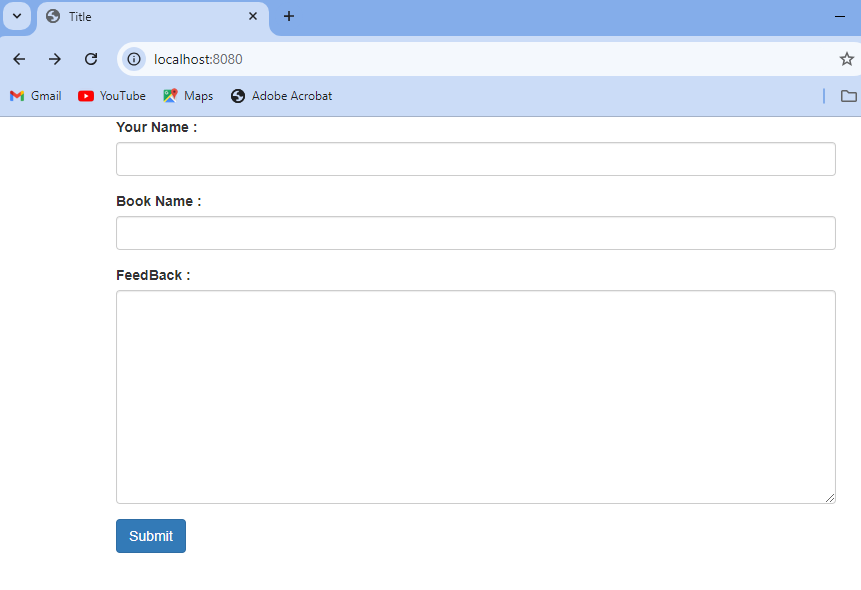 Title
localhost:8080
Gmail YouTube Maps Adobe Acrobat
Your Name :
Book Name :
FeedBack :
Submit